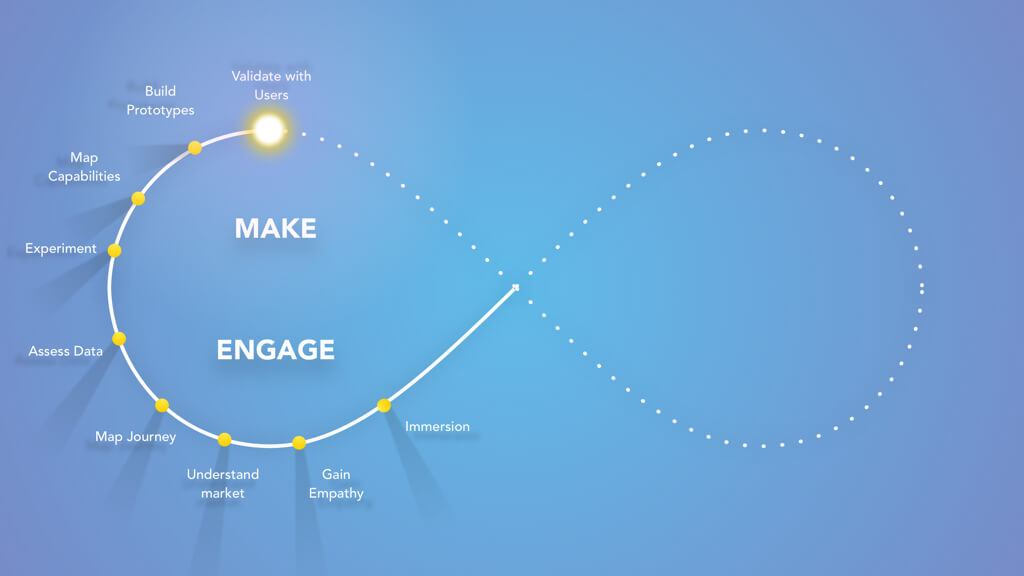 Validate with
Users
Build
Prototypes
Map
Capabilities
MAKE
Experiment
ENGAGE
Assess Data
Immersion
Map Journey
Understand
market
Gain
Empathy